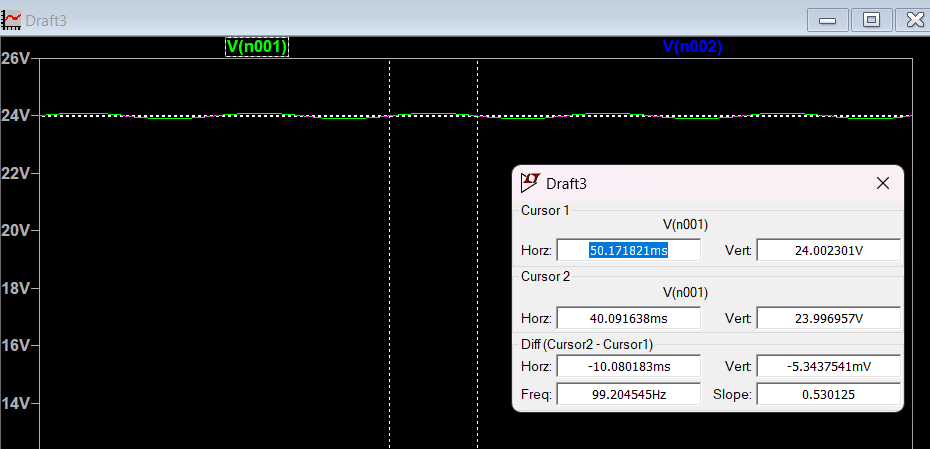 Draft3
V(n001) V(n002)
26V
24V
22V
20V
18V
16V
14V
Draft3
Cursor 1
V(n001)
Horz: 50.171821ms Vert: 24.002301V
Cursor 2
V(n001)
Horz: 40.091638ms Vert: 23.996957V
Diff (Cursor2 - Cursor1)
Horz: -10.080183ms Vert: -5.3437541mV
Freq: 99.204545Hz Slope: 0.530125